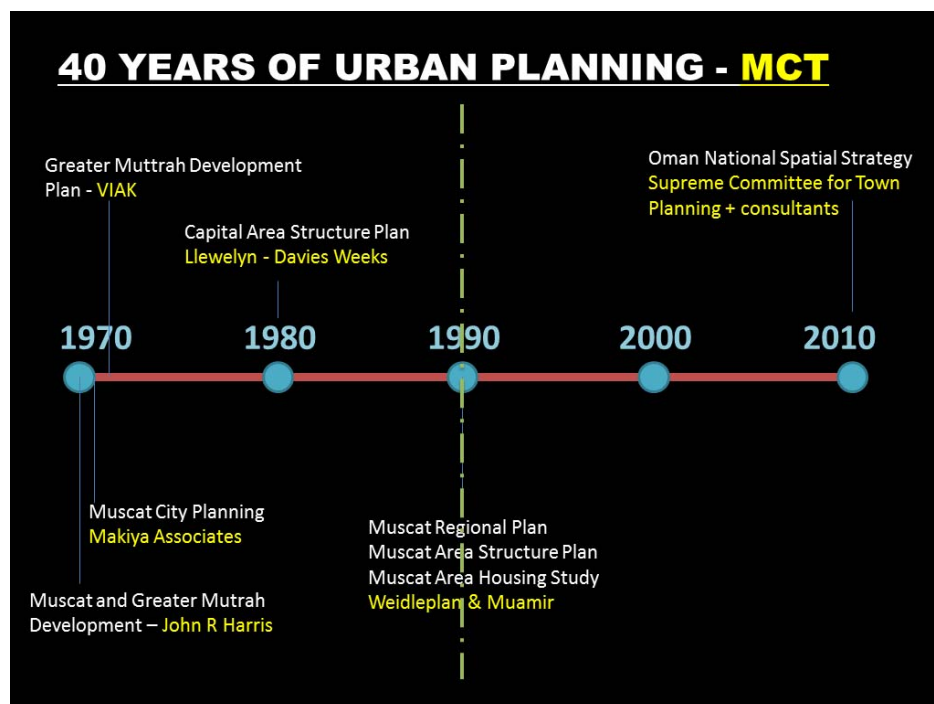 40 YEARS OF URBAN PLANNING - MCT
Greater Muttrah Development
Plan - VIAK
Capital Area Structure Plan
Llewelyn - Davies Weeks
Oman National Spatial Strategy
Supreme Committee for Town
Planning + consultants
1970
1980
1990
2000
2010
Muscat City Planning
Makiya Associates
Muscat and Greater Mutrah
Development – John R Harris
Muscat Regional Plan
Muscat Area Structure Plan
Muscat Area Housing Study
Weidleplan & Muamir